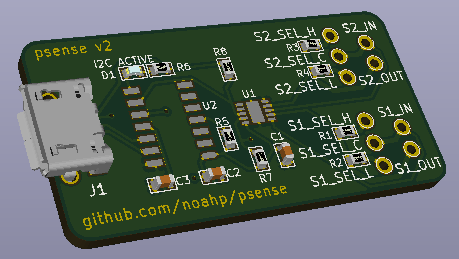 psense v2
I2C ACTIVE
D1
R6
R8
S2_SEL_H
S2_IN
R3
S2_SEL_C
R4
S2_SEL_L
S2_OUT
U2
U1
R5
S1_SEL_H
S1_IN
R1
S1_SEL_C
R2
S1_SEL_L
S1_OUT
C1
R7
C3
C2
J1
github.com/noahp/psense